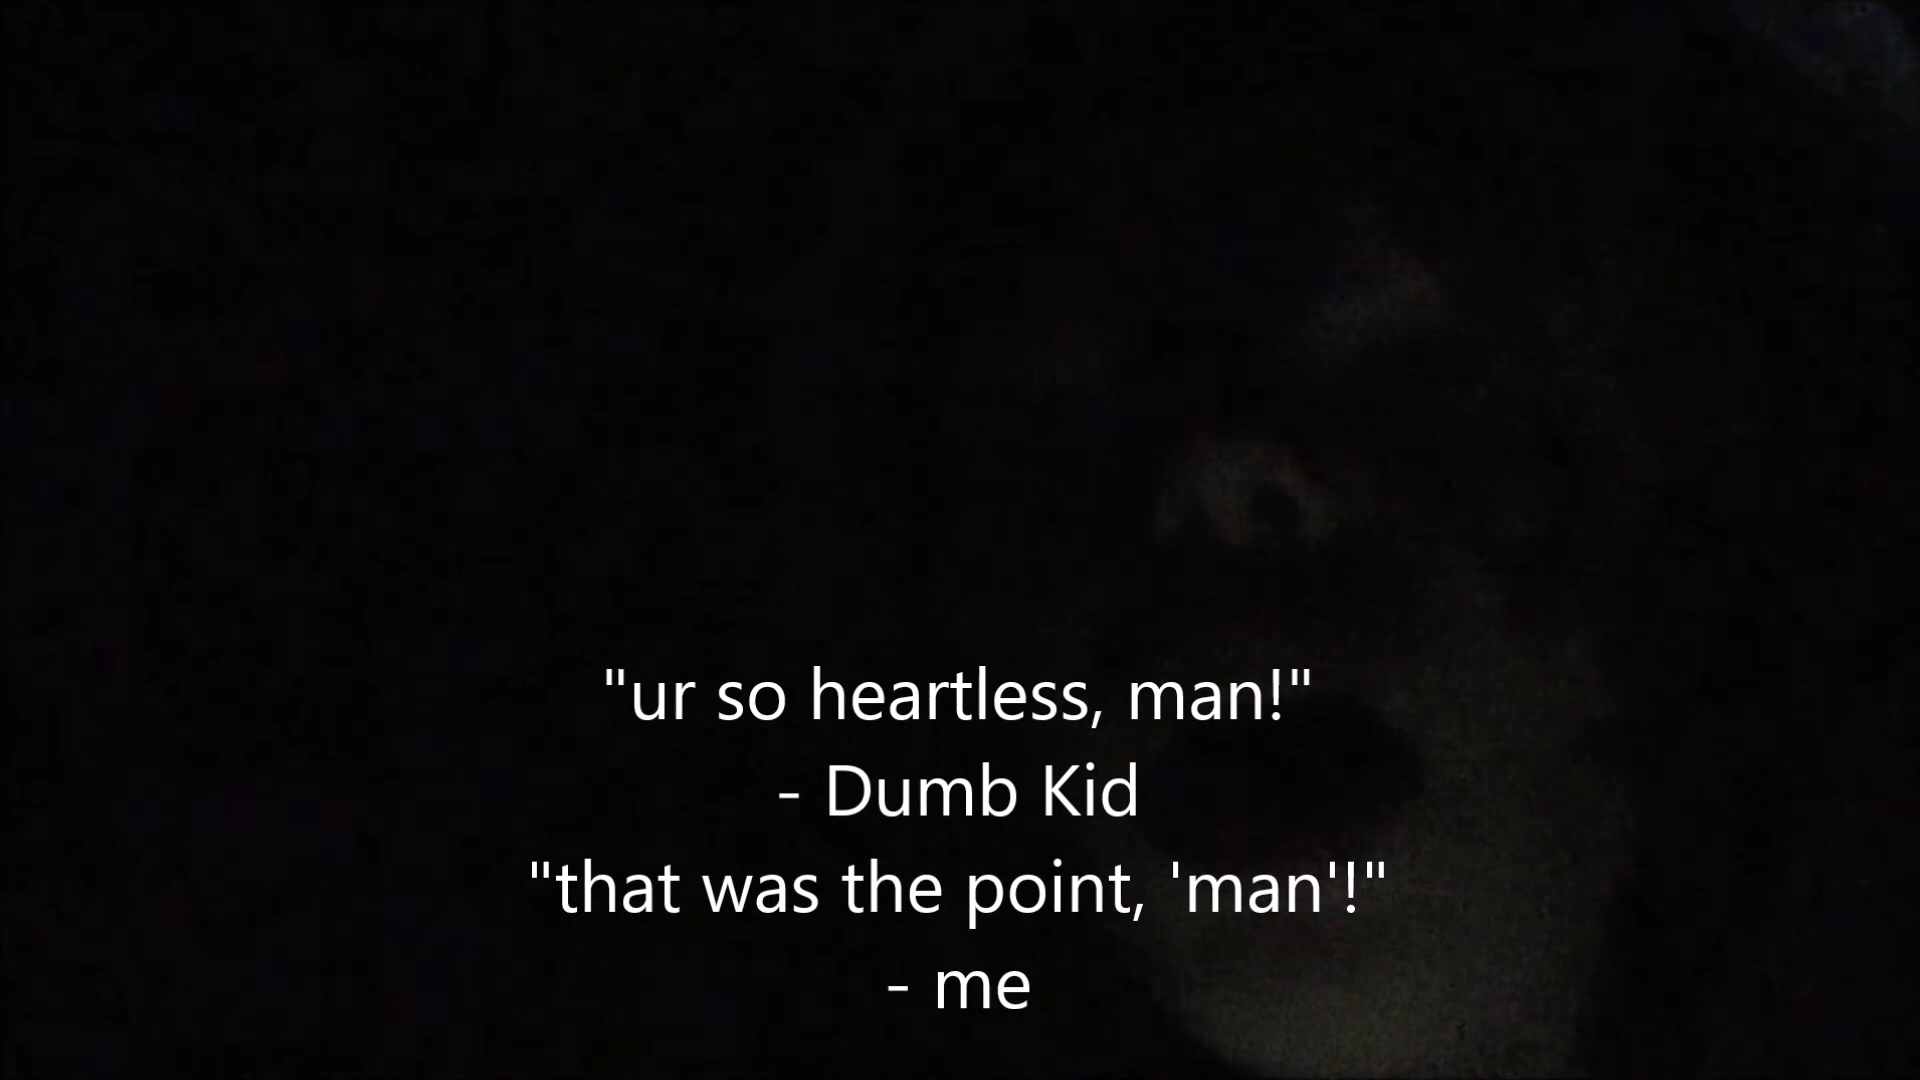 "ur so heartless, man!"
- Dumb Kid
"that was the point, 'man'!"
- me